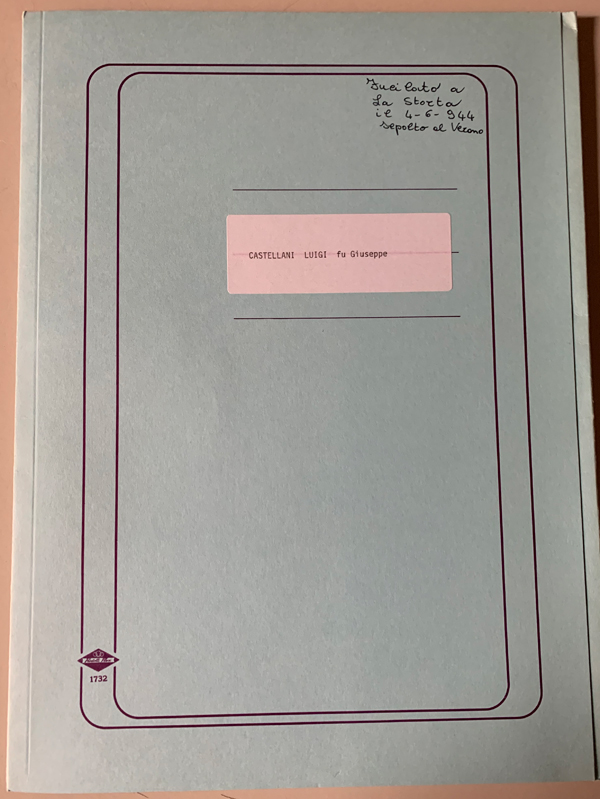 Fucilato a
La Storta
il 4-6-944
sepolto al Verano
CASTELLANI LUIGI fu Giuseppe
1732